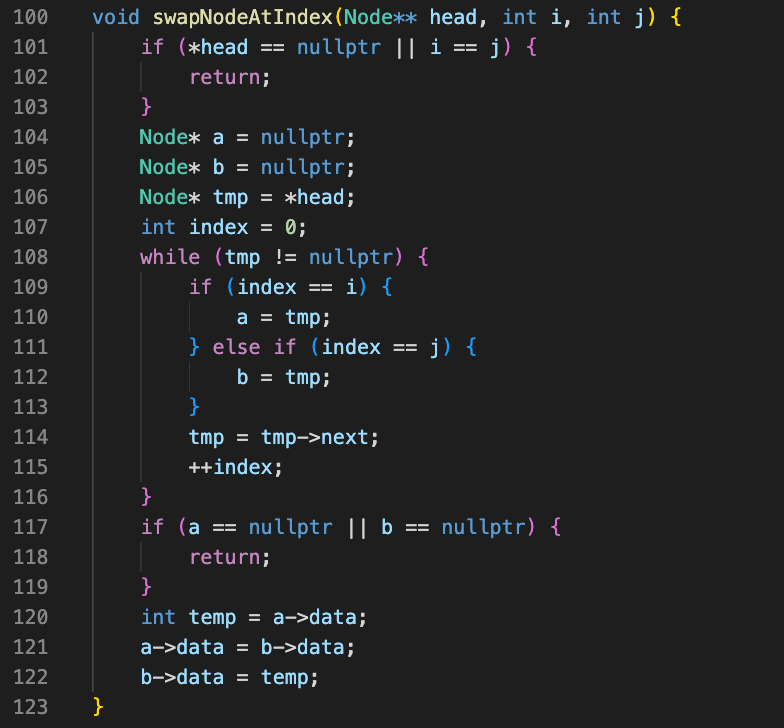 100 void swapNodeAtIndex(Node** head, int i, int j) {
101     if (*head == nullptr || i == j) {
102         return;
103     }
104     Node* a = nullptr;
105     Node* b = nullptr;
106     Node* tmp = *head;
107     int index = 0;
108     while (tmp != nullptr) {
109         if (index == i) {
110             a = tmp;
111         } else if (index == j) {
112             b = tmp;
113         }
114         tmp = tmp->next;
115         ++index;
116     }
117     if (a == nullptr || b == nullptr) {
118         return;
119     }
120     int temp = a->data;
121     a->data = b->data;
122     b->data = temp;
123 }